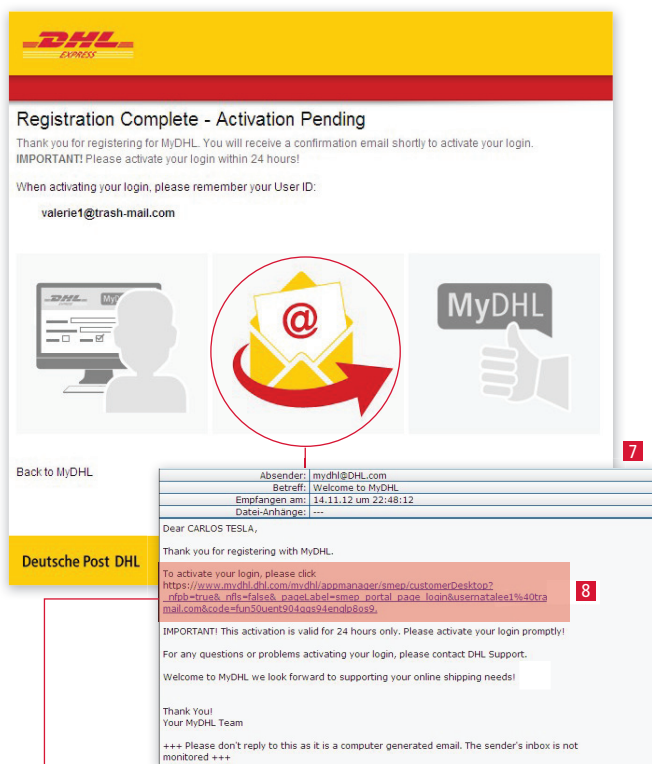 DHL
EXPRESS
Registration Complete - Activation Pending
Thank you for registering for MyDHL. You will receive a confirmation email shortly to activate your login.
IMPORTANT! Please activate your login within 24 hours!
When activating your login, please remember your User ID:
valerie1@trash-mail.com
DHL
My
@
MyDHL
Back to MyDHL
7
Absender: mydhl@DHL.com
Betreff: Welcome to MyDHL
Empfangen am: 14.11.12 um 22:48:12
Datei-Anhänge: ---
Dear CARLOS TESLA,
Thank you for registering with MyDHL.
Deutsche Post DHL
To activate your login, please click
https://www.mydhl.dhl.com/mydhl/appmanager/smep/customerDesktop?
_nfpb=true&_nfls=false&_pageLabel=smep_portal_page_login&usernatalee1%40tra
mail.com&code=fun50uent904qqs94enqlp8os9.
8
IMPORTANT! This activation is valid for 24 hours only. Please activate your login promptly!
For any questions or problems activating your login, please contact DHL Support.
Welcome to MyDHL we look forward to supporting your online shipping needs!
Thank You!
Your MyDHL Team
+++ Please don't reply to this as it is a computer generated email. The sender's inbox is not
monitored +++